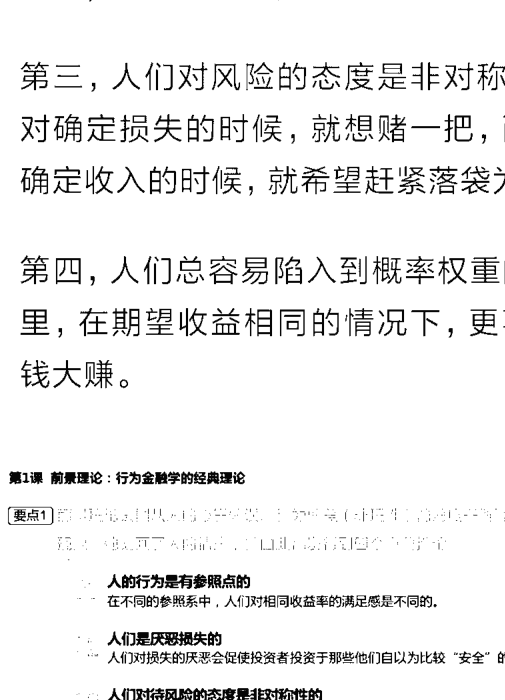 第三，人们对风险的态度是非对称
对确定损失的时候，就想赌一把，
确定收入的时候，就希望赶紧落袋为
第四，人们总容易陷入到概率权重
里，在期望收益相同的情况下，更
钱大赚。
第1课 前景理论：行为金融学的经典理论
要点1
人的行为是有参照点的
在不同的参照系中，人们对相同收益率的满足感是不同的。
人们是厌恶损失的
人们对损失的厌恶会促使投资者投资于那些他们自以为比较“安全”的
人们对待风险的态度是非对称性的